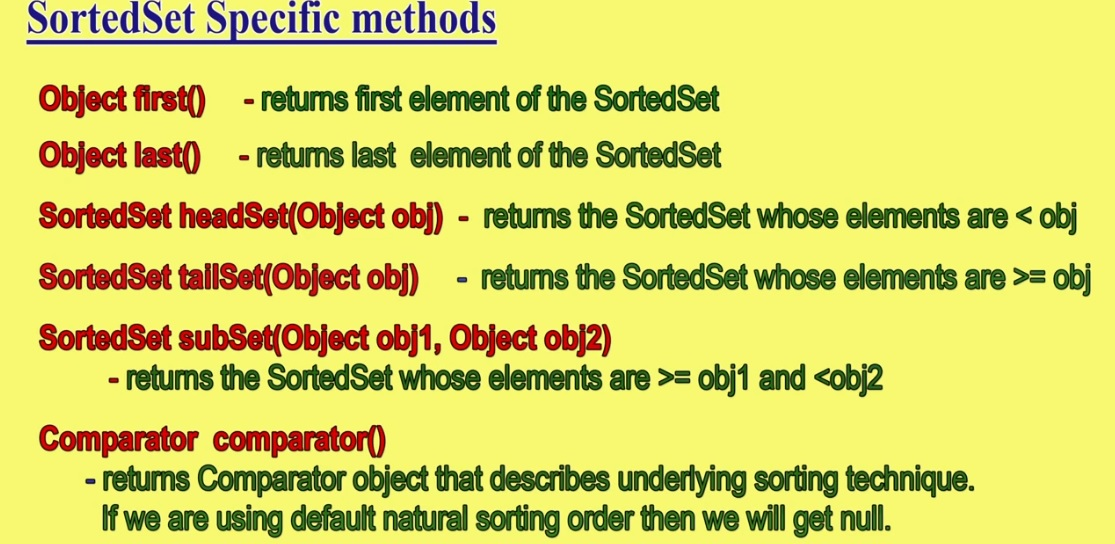 SortedSet Specific methods
Object first() - returns first element of the SortedSet
Object last() - returns last element of the SortedSet
SortedSet headSet(Object obj) - returns the SortedSet whose elements are < obj
SortedSet tailSet(Object obj) - returns the SortedSet whose elements are >= obj
SortedSet subSet(Object obj1, Object obj2)
- returns the SortedSet whose elements are >= obj1 and <obj2
Comparator comparator()
- returns Comparator object that describes underlying sorting technique.
If we are using default natural sorting order then we will get null.